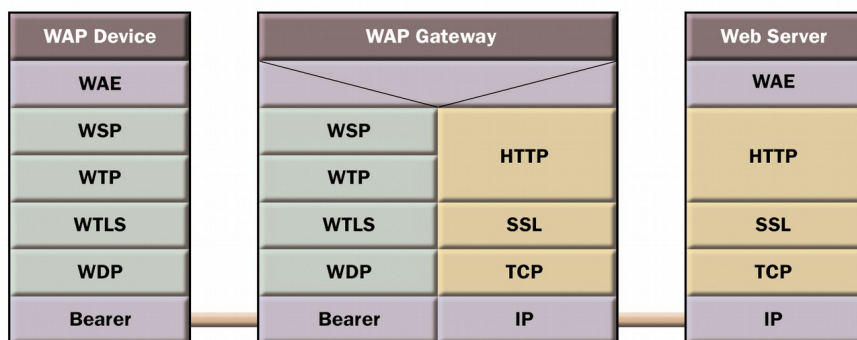 WAP Device
WAE
WSP
WTP
WTLS
WDP
Bearer
WAP Gateway
WSP
WTP
WTLS
WDP
Bearer
HTTP
SSL
TCP
IP
Web Server
WAE
HTTP
SSL
TCP
IP